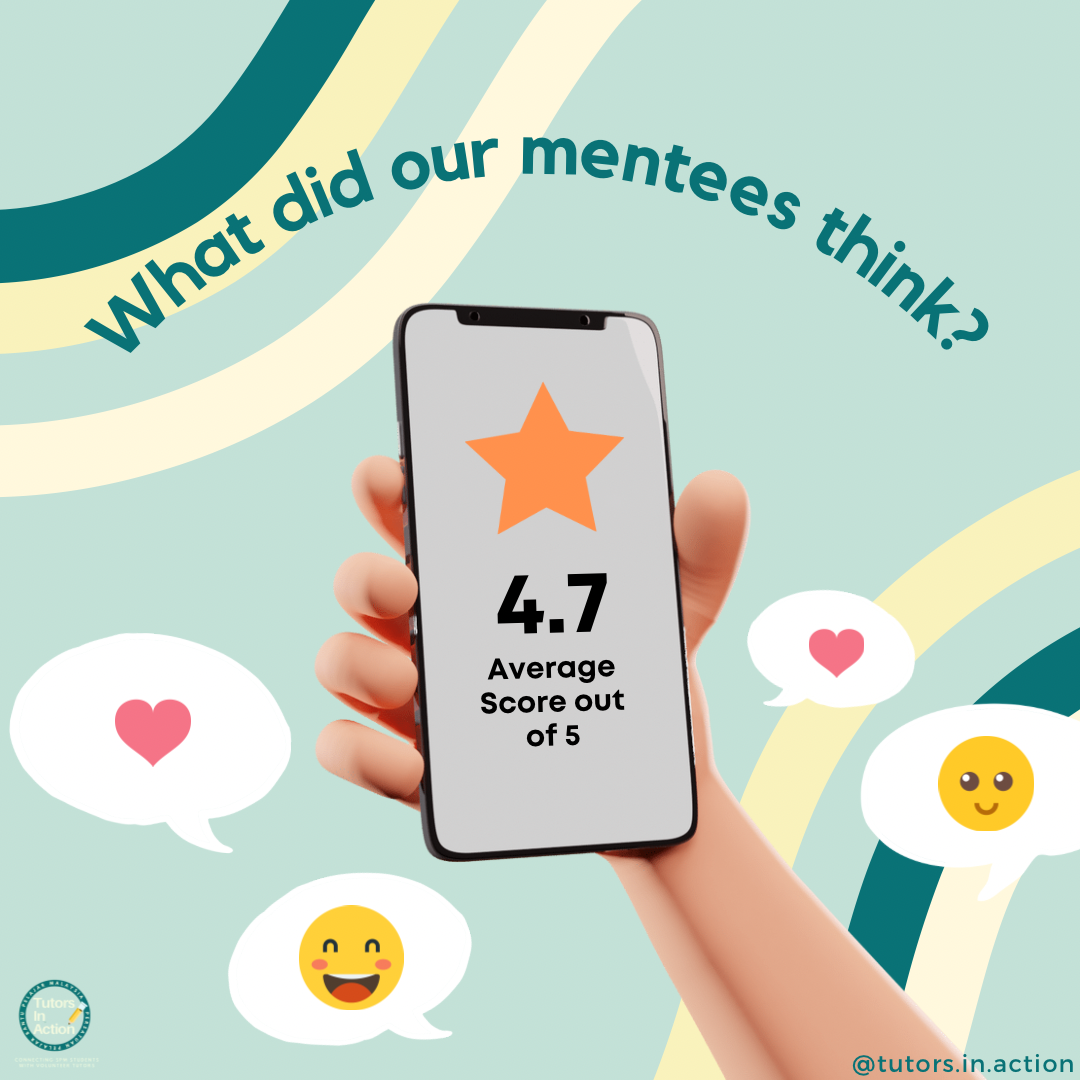 What did our mentees think?
4.7
Average
Score out
of 5
Tutors
In
Action
@tutors.in.action